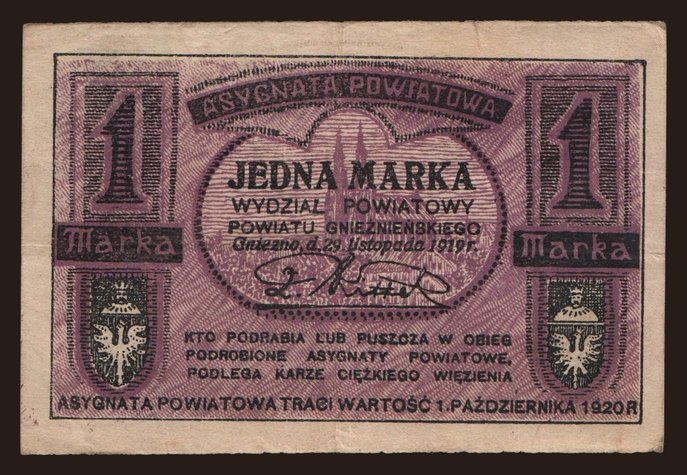 ASYGNATA POWIATOWA
1
1
JEDNA MARKA
WYDZIAŁ POWIATOWY
POWIATU GNIEŹNIEŃSKIEGO
Gniezno, d. 29. listopada 1919 r.
Marka
Marka
KTO PODRABIA LUB PUSZCZA W OBIEG
PODROBIONE ASYGNATY POWIATOWE,
PODLEGA KARZE CIĘŻKIEGO WIĘZIENIA
ASYGNATA POWIATOWA TRACI WARTOŚĆ 1. PAŹDZIERNIKA 1920 R